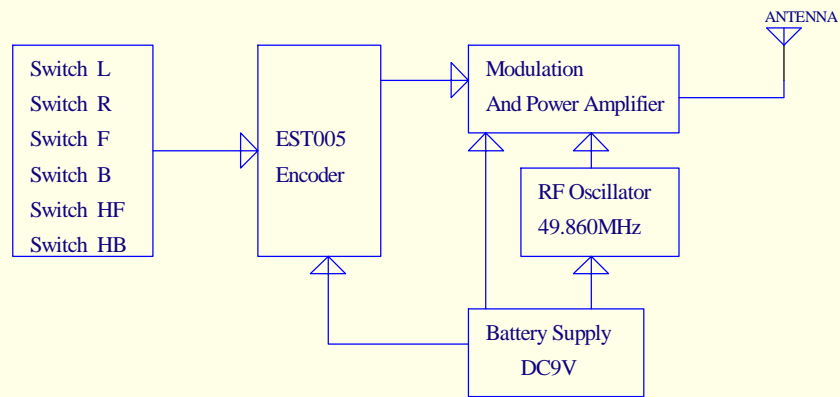 ANTENNA
Switch L
Switch R
Switch F
Switch B
Switch HF
Switch HB
EST005
Encoder
Modulation
And Power Amplifier
RF Oscillator
49.860MHz
Battery Supply
DC9V